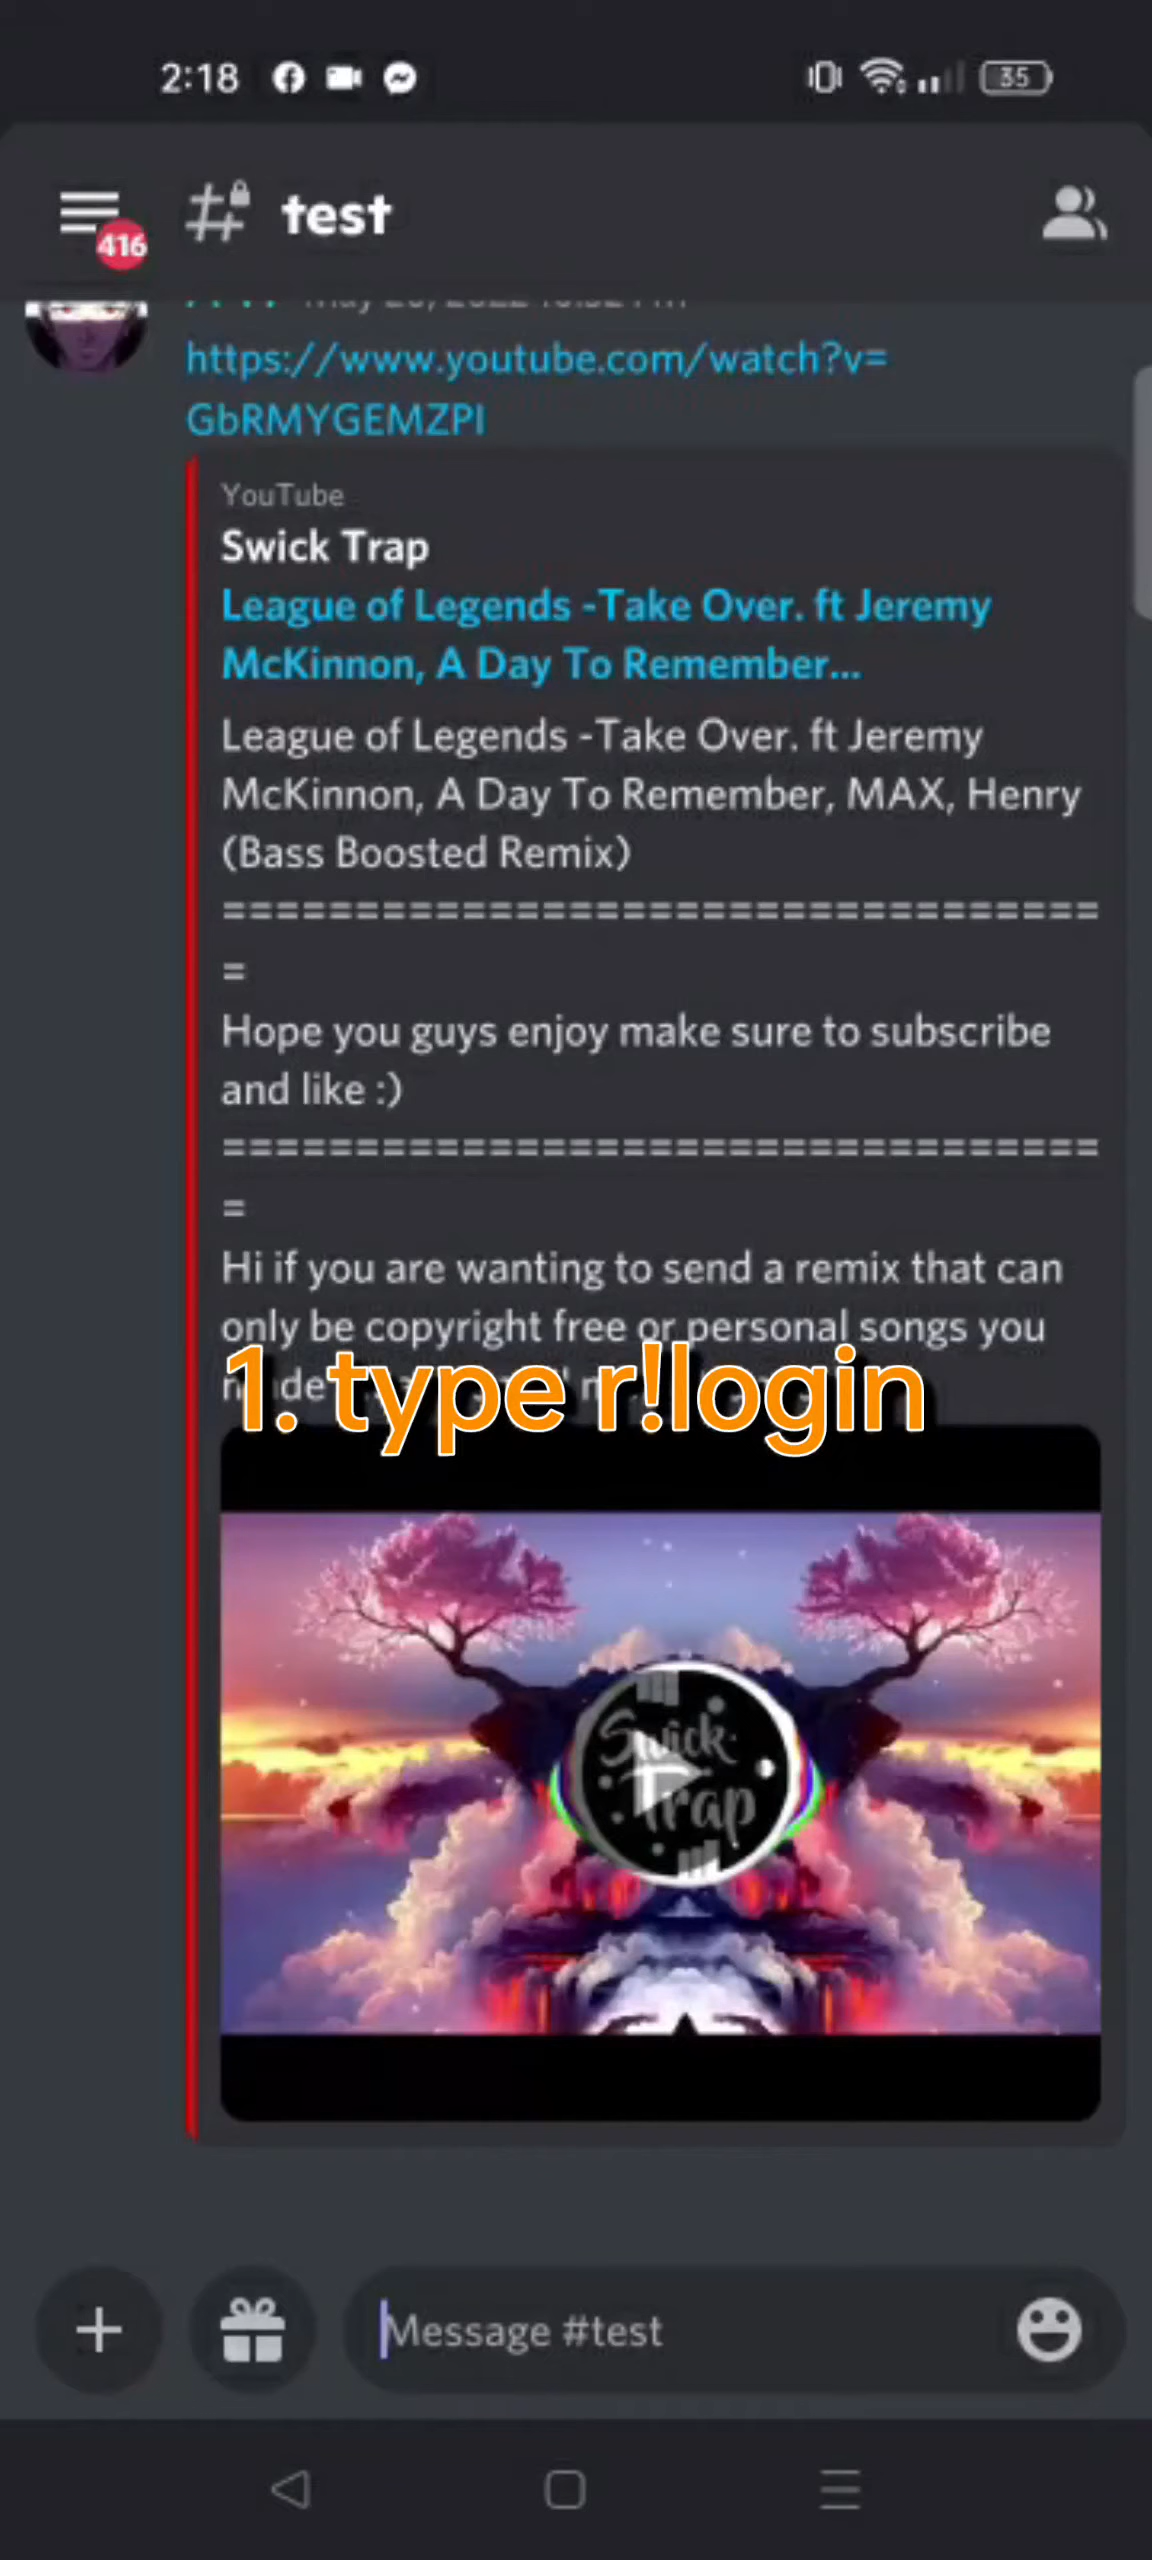 2:18
35
416
test
https://www.youtube.com/watch?v=
GbRMYGEMZPI
YouTube
Swick Trap
League of Legends -Take Over. ft Jeremy
McKinnon, A Day To Remember...
League of Legends -Take Over. ft Jeremy
McKinnon, A Day To Remember, MAX, Henry
(Bass Boosted Remix)
=================================
=
Hope you guys enjoy make sure to subscribe
and like :)
=================================
=
Hi if you are wanting to send a remix that can
only be copyright free or personal songs you
1. type r!login
Swick
Trap
Message #test